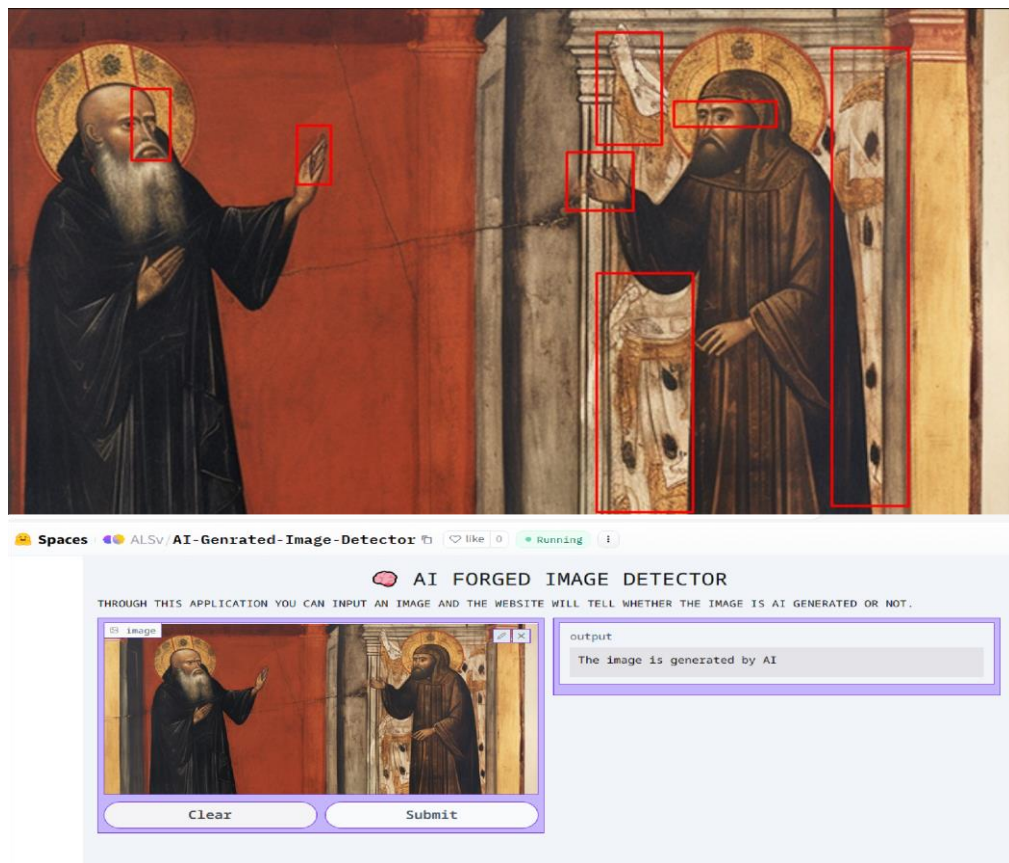 Spaces ALSv/AI-Genrated-Image-Detector like 0 Running
AI FORGED IMAGE DETECTOR
THROUGH THIS APPLICATION YOU CAN INPUT AN IMAGE AND THE WEBSITE WILL TELL WHETHER THE IMAGE IS AI GENERATED OR NOT.
image
output
The image is generated by AI
Clear
Submit